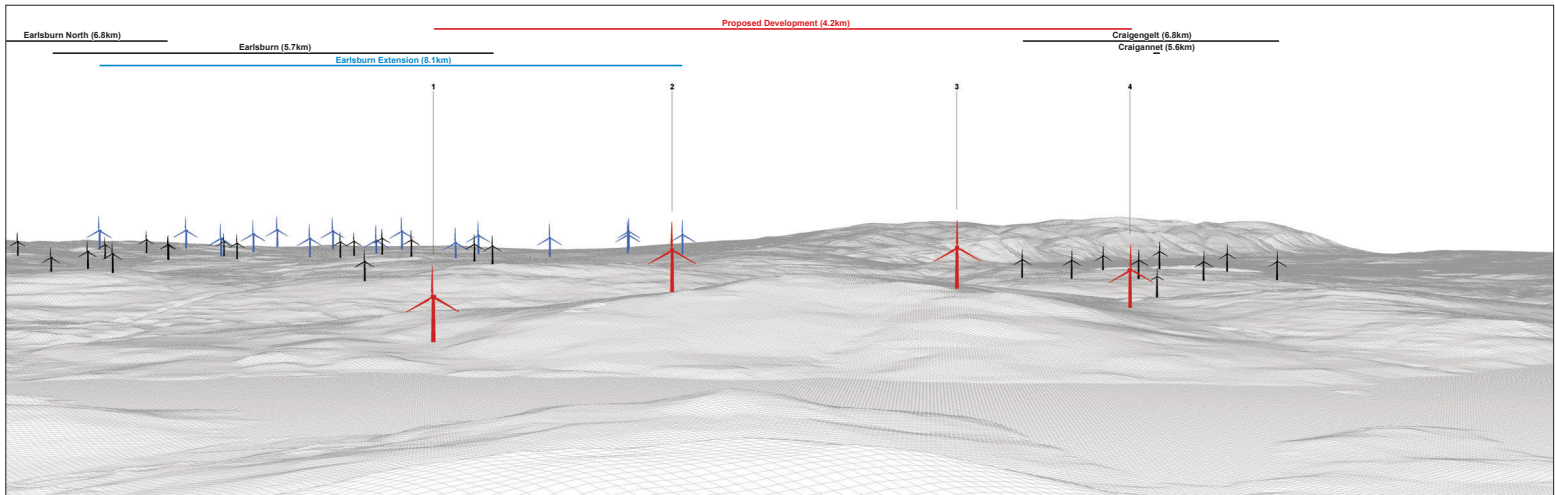 Proposed Development (4.2km)
Earlsburn North (6.8km)
Craigengelt (6.8km)
Earlsburn (5.7km)
Craigannet (5.6km)
Earlsburn Extension (8.1km)
1
2
3
4